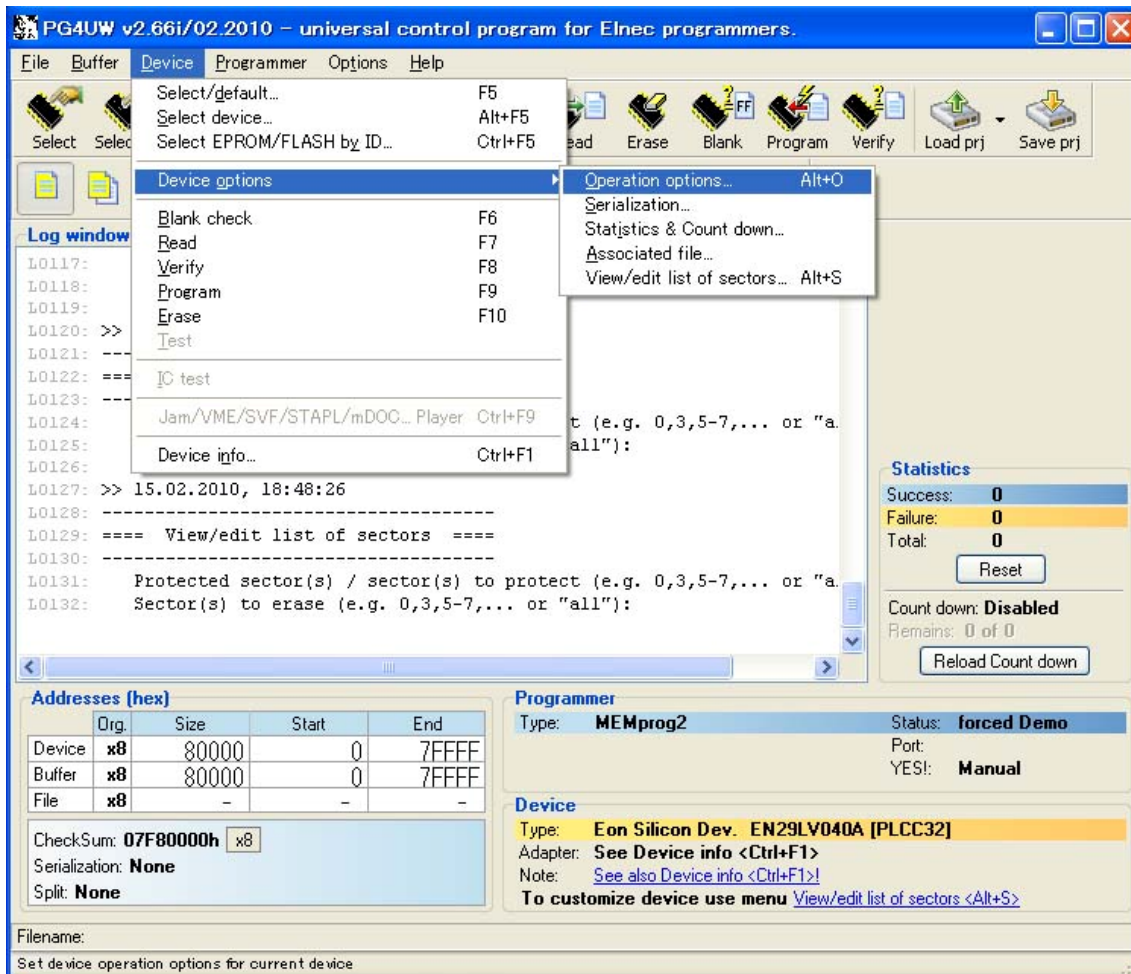 PG4UW v2.66i/02.2010 – universal control program for Elnec programmers.
File Buffer Device Programmer Options Help
Select/default... F5
Select device... Alt+F5
Select EPROM/FLASH by ID... Ctrl+F5
Device options
Blank check F6
Read F7
Verify F8
Program F9
Erase F10
Test
IC test
Jam/VME/SVF/STAPL/mDOC... Player Ctrl+F9
Device info... Ctrl+F1
Operation options... Alt+O
Serialization...
Statistics & Count down...
Associated file...
View/edit list of sectors... Alt+S
Select Selec ead Erase Blank Program Verify Load prj Save prj
FF
Log window
L0117:
L0118:
L0119:
L0120: >>
L0121: ---
L0122: ===
L0123: ---
L0124: t (e.g. 0,3,5-7,... or "a.
L0125: all"):
L0126:
L0127: >> 15.02.2010, 18:48:26
L0128: --------------------------------------
L0129: ==== View/edit list of sectors ====
L0130: --------------------------------------
L0131: Protected sector(s) / sector(s) to protect (e.g. 0,3,5-7,... or "a.
L0132: Sector(s) to erase (e.g. 0,3,5-7,... or "all"):
Statistics
Success: 0
Failure: 0
Total: 0
Reset
Count down: Disabled
Remains: 0 of 0
Reload Count down
Addresses (hex)
Org. Size Start End
Device x8 80000 0 7FFFF
Buffer x8 80000 0 7FFFF
File x8 – – –
CheckSum: 07F80000h x8
Serialization: None
Split: None
Programmer
Type: MEMprog2 Status: forced Demo
Port:
YES!: Manual
Device
Type: Eon Silicon Dev. EN29LV040A [PLCC32]
Adapter: See Device info <Ctrl+F1>
Note: See also Device info <Ctrl+F1>!
To customize device use menu View/edit list of sectors <Alt+S>
Filename:
Set device operation options for current device